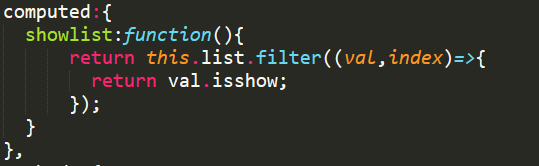 computed:{
showlist:function(){
return this.list.filter((val,index)=>{
return val.isshow;
});
}
},